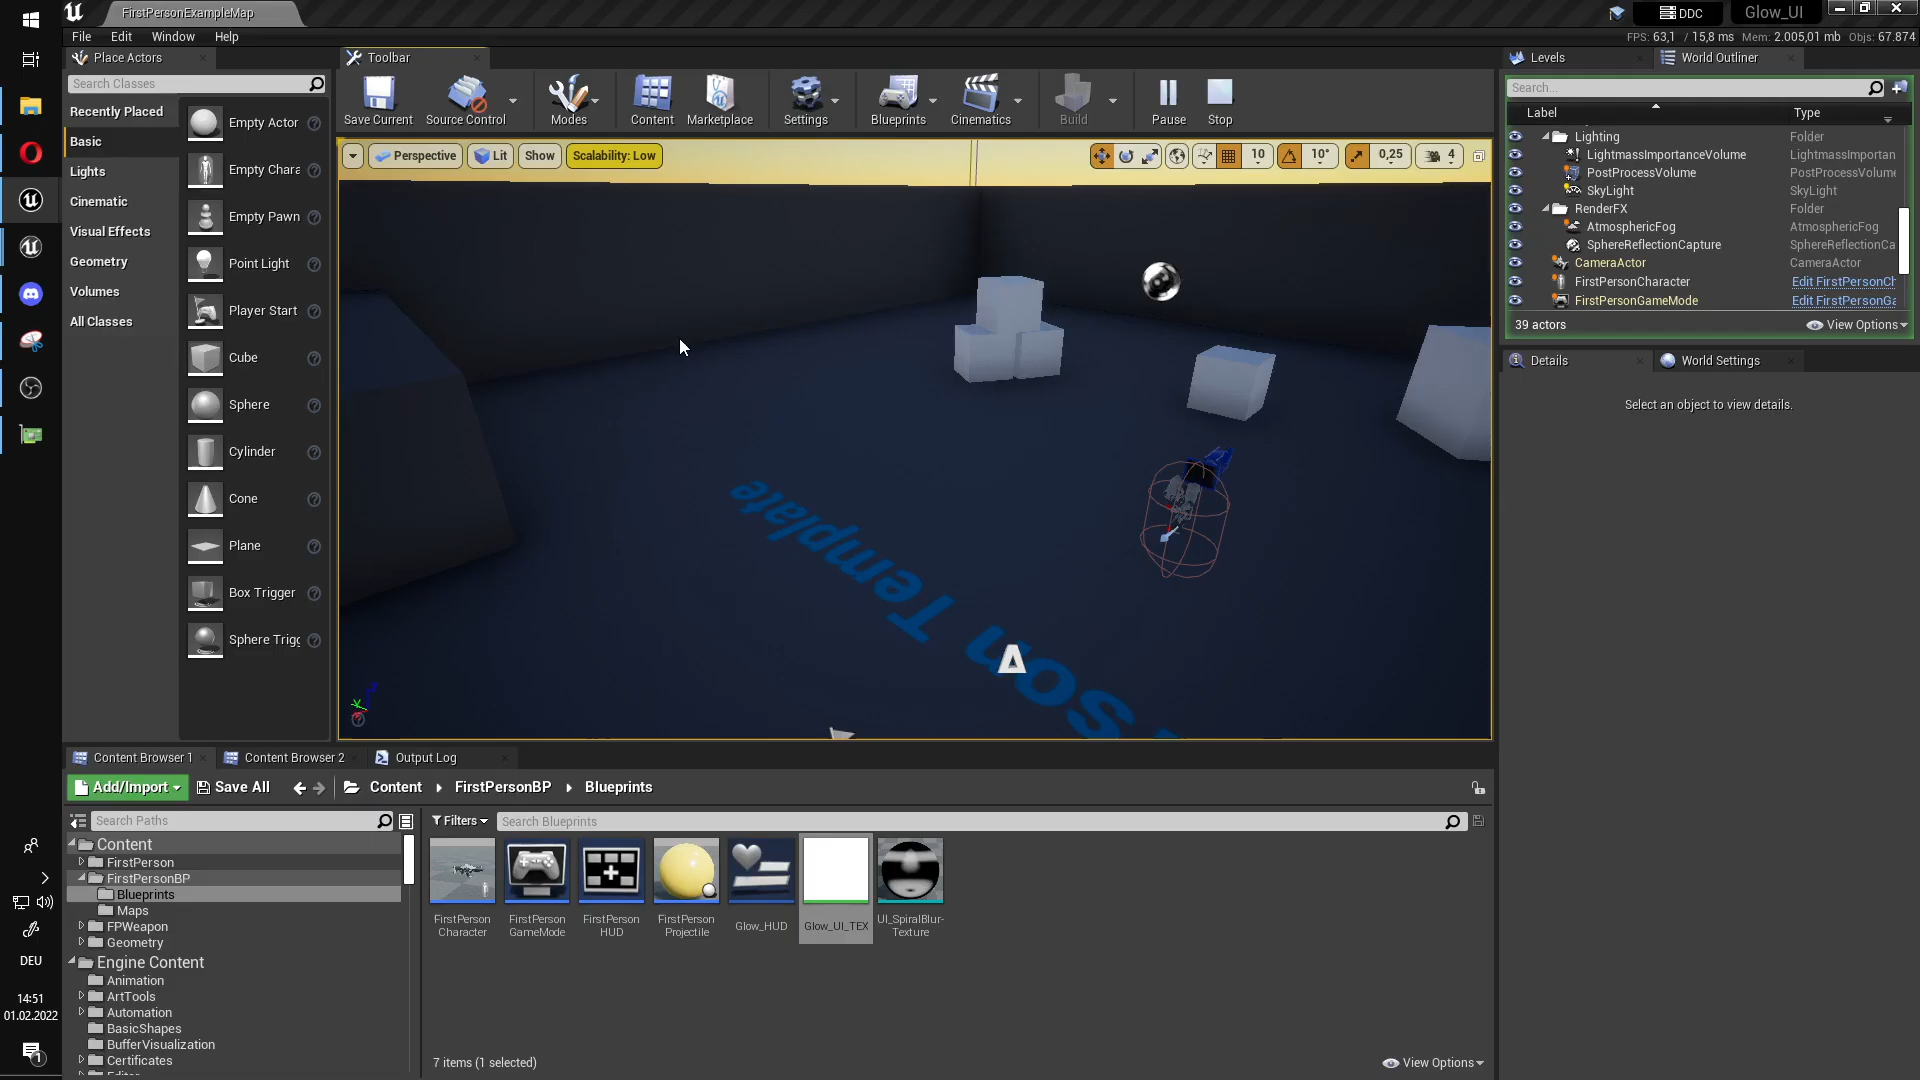 FirstPersonExampleMap
DDC
Glow_UI
File Edit Window Help
FPS: 63,1 / 15,8 ms Mem: 2.005,01 mb Objs: 67.874
Place Actors
Search Classes
Recently Placed
Basic
Lights
Cinematic
Visual Effects
Geometry
Volumes
All Classes
Empty Actor
Empty Chara
Empty Pawn
Point Light
Player Start
Cube
Sphere
Cylinder
Cone
Plane
Box Trigger
Sphere Trigg
Toolbar
Save Current
Source Control
Modes
Content
Marketplace
Settings
Blueprints
Cinematics
Build
Pause
Stop
Perspective
Lit
Show
Scalability: Low
10
10°
0,25
4
son Template
Levels
World Outliner
Search...
Label Type
Lighting Folder
LightmassImportanceVolume LightmassImportan
PostProcessVolume PostProcessVolume
SkyLight SkyLight
RenderFX Folder
AtmosphericFog AtmosphericFog
SphereReflectionCapture SphereReflectionCa
CameraActor CameraActor
FirstPersonCharacter Edit FirstPersonCh
FirstPersonGameMode Edit FirstPersonGa
39 actors
View Options
Details
World Settings
Select an object to view details.
Content Browser 1
Content Browser 2
Output Log
Add/Import
Save All
Content
FirstPersonBP
Blueprints
Search Paths
Filters
Search Blueprints
Content
FirstPerson
FirstPersonBP
Blueprints
Maps
FPWeapon
Geometry
Engine Content
Animation
ArtTools
Automation
BasicShapes
BufferVisualization
Certificates
FirstPerson
Character
FirstPerson
GameMode
FirstPerson
HUD
FirstPerson
Projectile
Glow_HUD
Glow_UI_TEX
UI_SpiralBlur-
Texture
7 items (1 selected)
View Options
DEU
14:51
01.02.2022
1